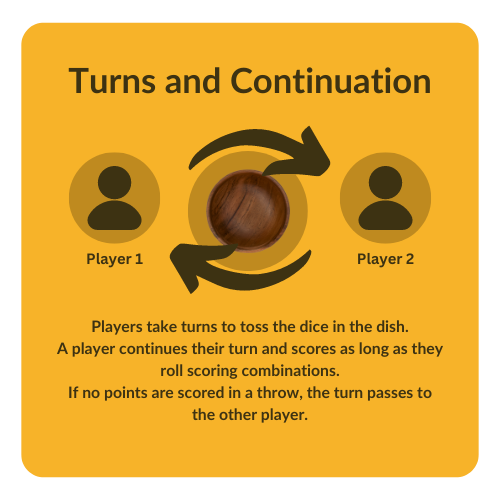 Turns and Continuation
Player 1
Player 2
Players take turns to toss the dice in the dish.
A player continues their turn and scores as long as they
roll scoring combinations.
If no points are scored in a throw, the turn passes to
the other player.